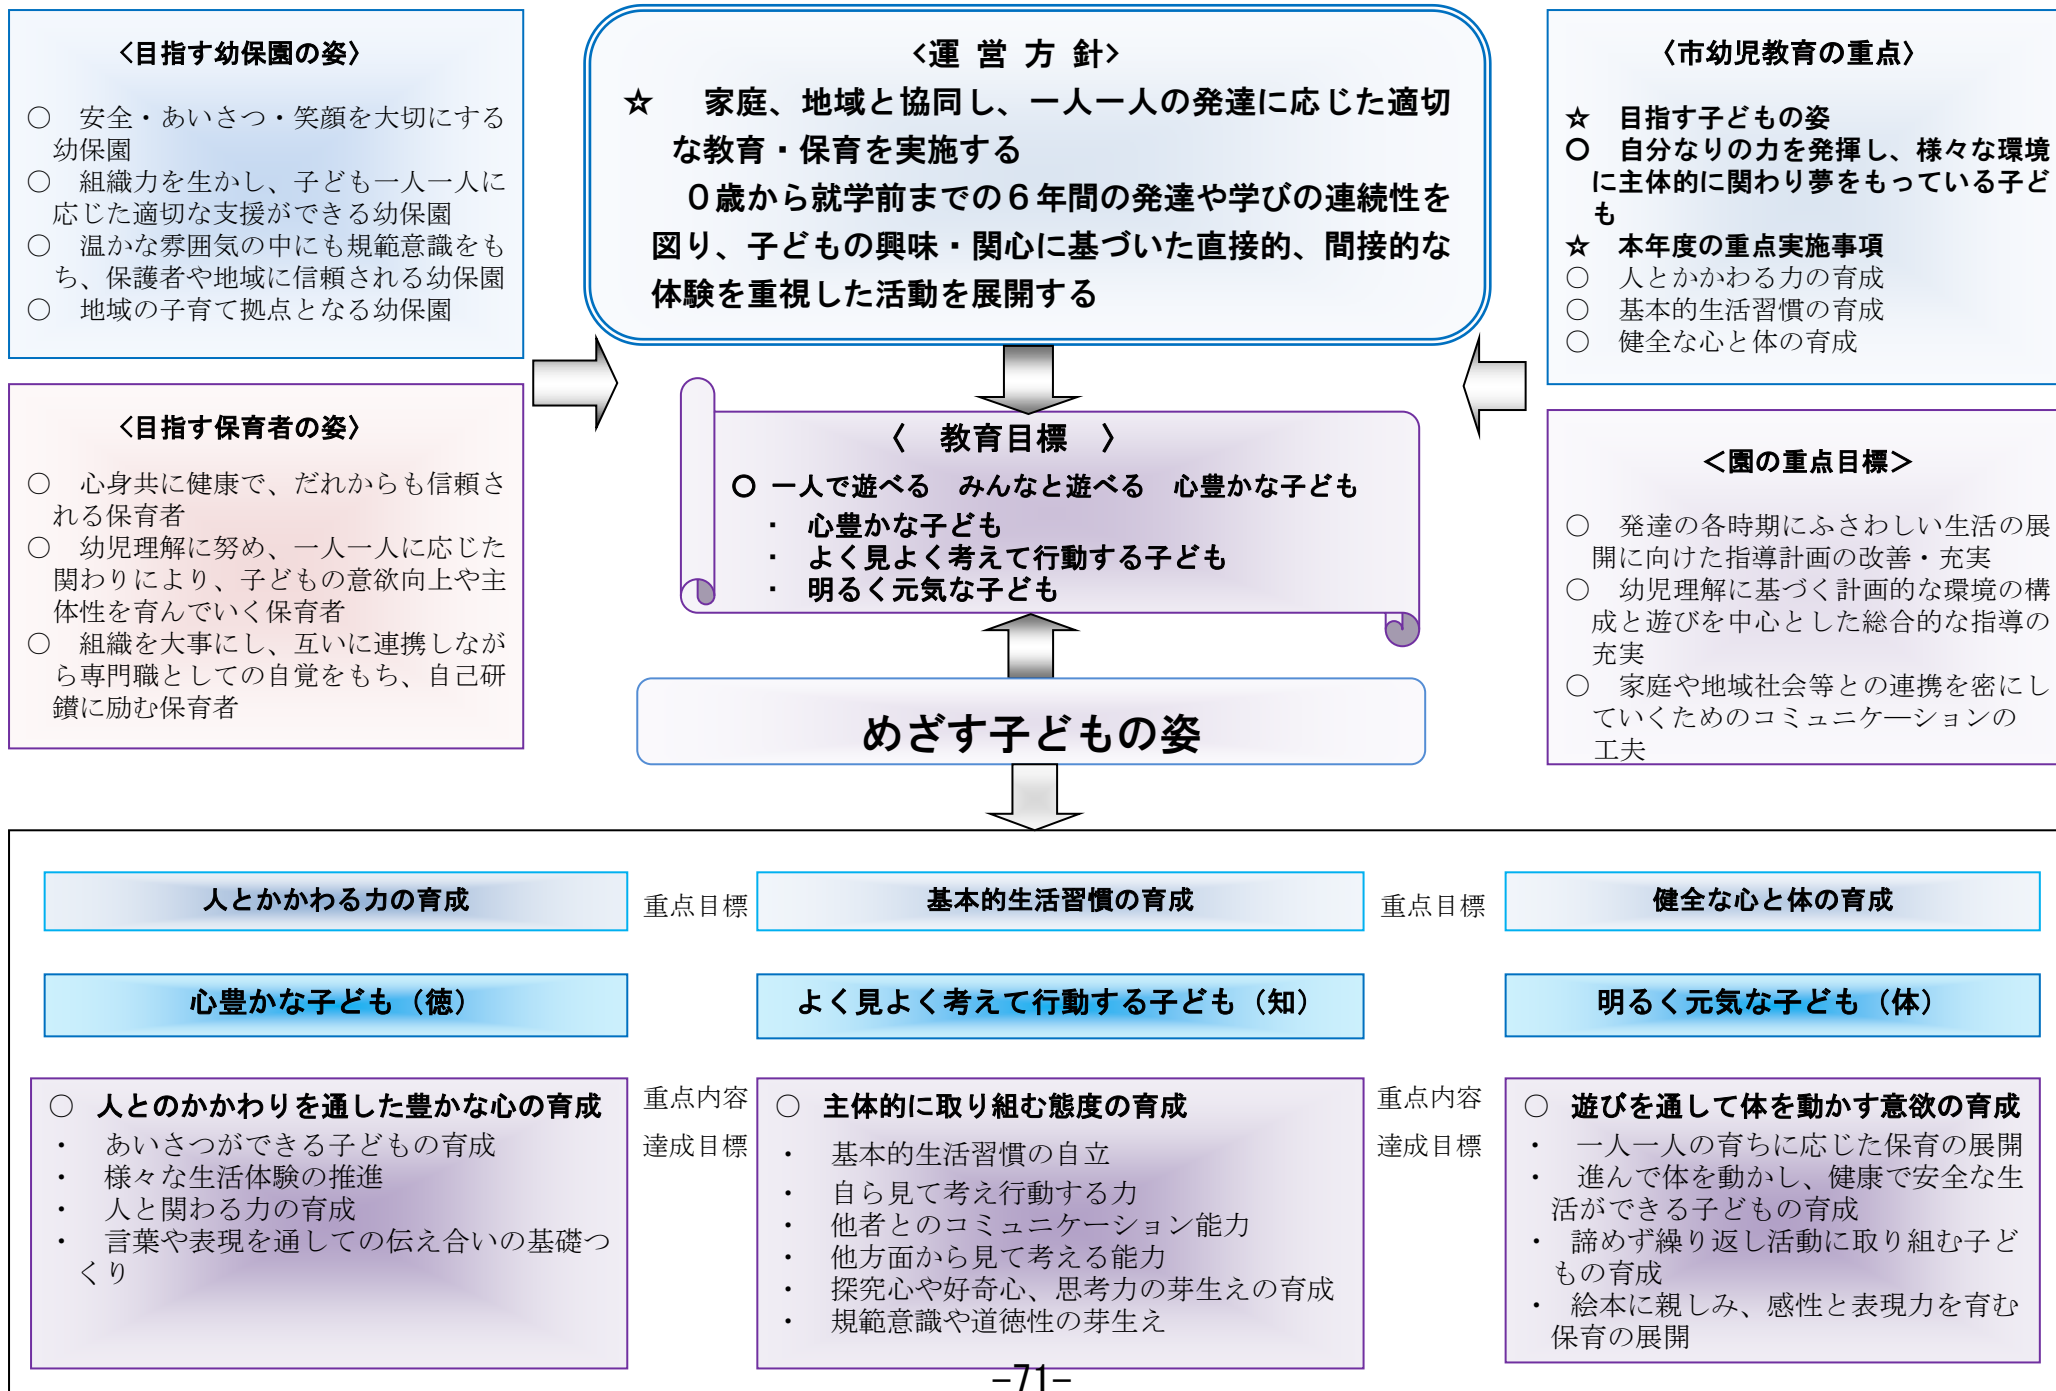 〈目指す幼保園の姿〉
○　安全・あいさつ・笑顔を大切にする
幼保園
○　組織力を生かし、子ども一人一人に
応じた適切な支援ができる幼保園
○　温かな雰囲気の中にも規範意識をも
ち、保護者や地域に信頼される幼保園
○　地域の子育て拠点となる幼保園
〈目指す保育者の姿〉
○　心身共に健康で、だれからも信頼さ
れる保育者
○　幼児理解に努め、一人一人に応じた
関わりにより、子どもの意欲向上や主
体性を育んでいく保育者
○　組織を大事にし、互いに連携しなが
ら専門職としての自覚をもち、自己研
鑚に励む保育者
<運 営 方 針>
☆　家庭、地域と協同し、一人一人の発達に応じた適切
な教育・保育を実施する
０歳から就学前までの６年間の発達や学びの連続性を
図り、子どもの興味・関心に基づいた直接的、間接的な
体験を重視した活動を展開する
〈　教育目標　〉
○ 一人で遊べる　みんなと遊べる　心豊かな子ども
・　心豊かな子ども
・　よく見よく考えて行動する子ども
・　明るく元気な子ども
めざす子どもの姿
〈市幼児教育の重点〉
☆　目指す子どもの姿
○　自分なりの力を発揮し、様々な環境
に主体的に関わり夢をもっている子ど
も
☆　本年度の重点実施事項
○　人とかかわる力の育成
○　基本的生活習慣の育成
○　健全な心と体の育成
＜園の重点目標＞
○　発達の各時期にふさわしい生活の展
開に向けた指導計画の改善・充実
○　幼児理解に基づく計画的な環境の構
成と遊びを中心とした総合的な指導の
充実
○　家庭や地域社会等との連携を密にし
ていくためのコミュニケ―ションの
工夫
人とかかわる力の育成
重点目標
基本的生活習慣の育成
重点目標
健全な心と体の育成
心豊かな子ども（徳）
よく見よく考えて行動する子ども（知）
明るく元気な子ども（体）
○　人とのかかわりを通した豊かな心の育成
・　あいさつができる子どもの育成
・　様々な生活体験の推進
・　人と関わる力の育成
・　言葉や表現を通しての伝え合いの基礎つ
くり
重点内容
達成目標
○　主体的に取り組む態度の育成
・　基本的生活習慣の自立
・　自ら見て考え行動する力
・　他者とのコミュニケーション能力
・　他方面から見て考える能力
・　探究心や好奇心、思考力の芽生えの育成
・　規範意識や道徳性の芽生え
重点内容
達成目標
○　遊びを通して体を動かす意欲の育成
・　一人一人の育ちに応じた保育の展開
・　進んで体を動かし、健康で安全な生
活ができる子どもの育成
・　諦めず繰り返し活動に取り組む子ど
もの育成
・　絵本に親しみ、感性と表現力を育む
保育の展開
−71−